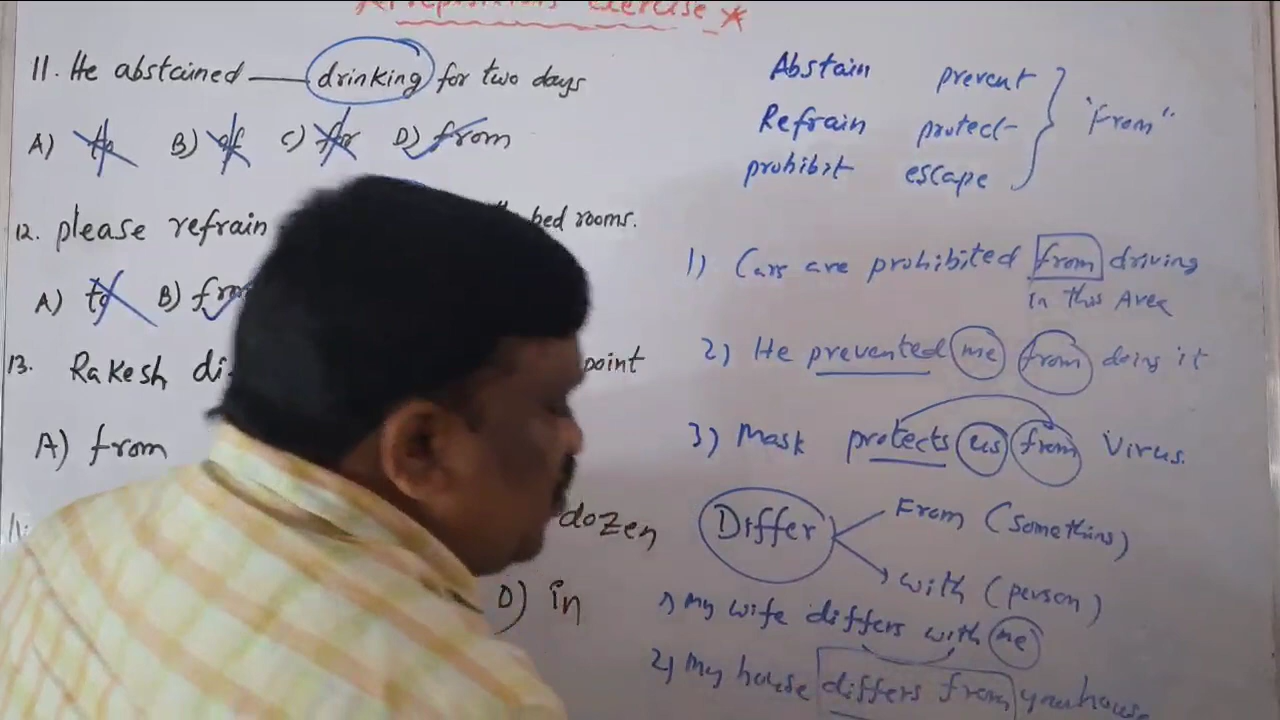 Exercise *
11. He abstained ____ drinking for two days
A) to B) of C) for D) from
12. please refrain bed rooms.
A) to B) from
13. Rakesh di point
A) from
dozen
D) in
Abstain prevent
Refrain protect "From"
prohibit escape
1) Cars are prohibited from driving
in this Area
2) He prevented me from doing it
3) Mask protects us from Virus.
Differ From (something)
with (person)
1) My wife differs with me
2) My house differs from your house